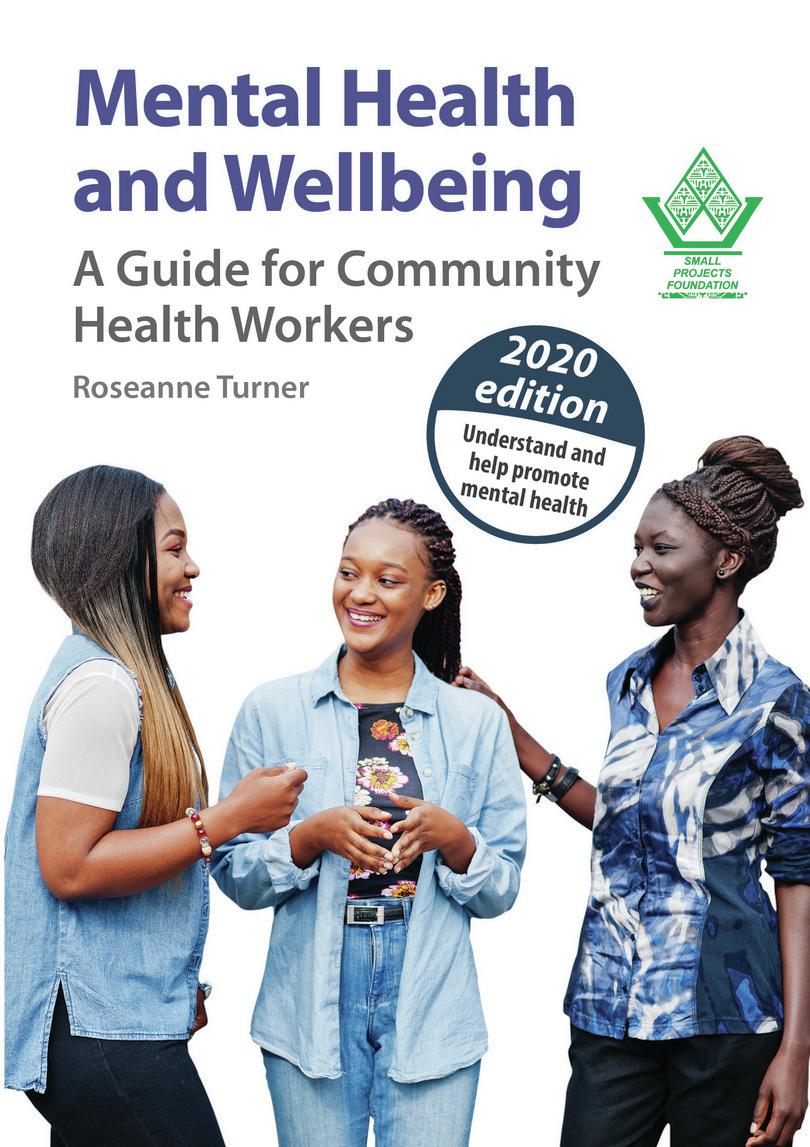 Mental Health
and Wellbeing
A Guide for Community
Health Workers
Roseanne Turner
SMALL
PROJECTS
FOUNDATION
2020
edition
Understand and
help promote
mental health